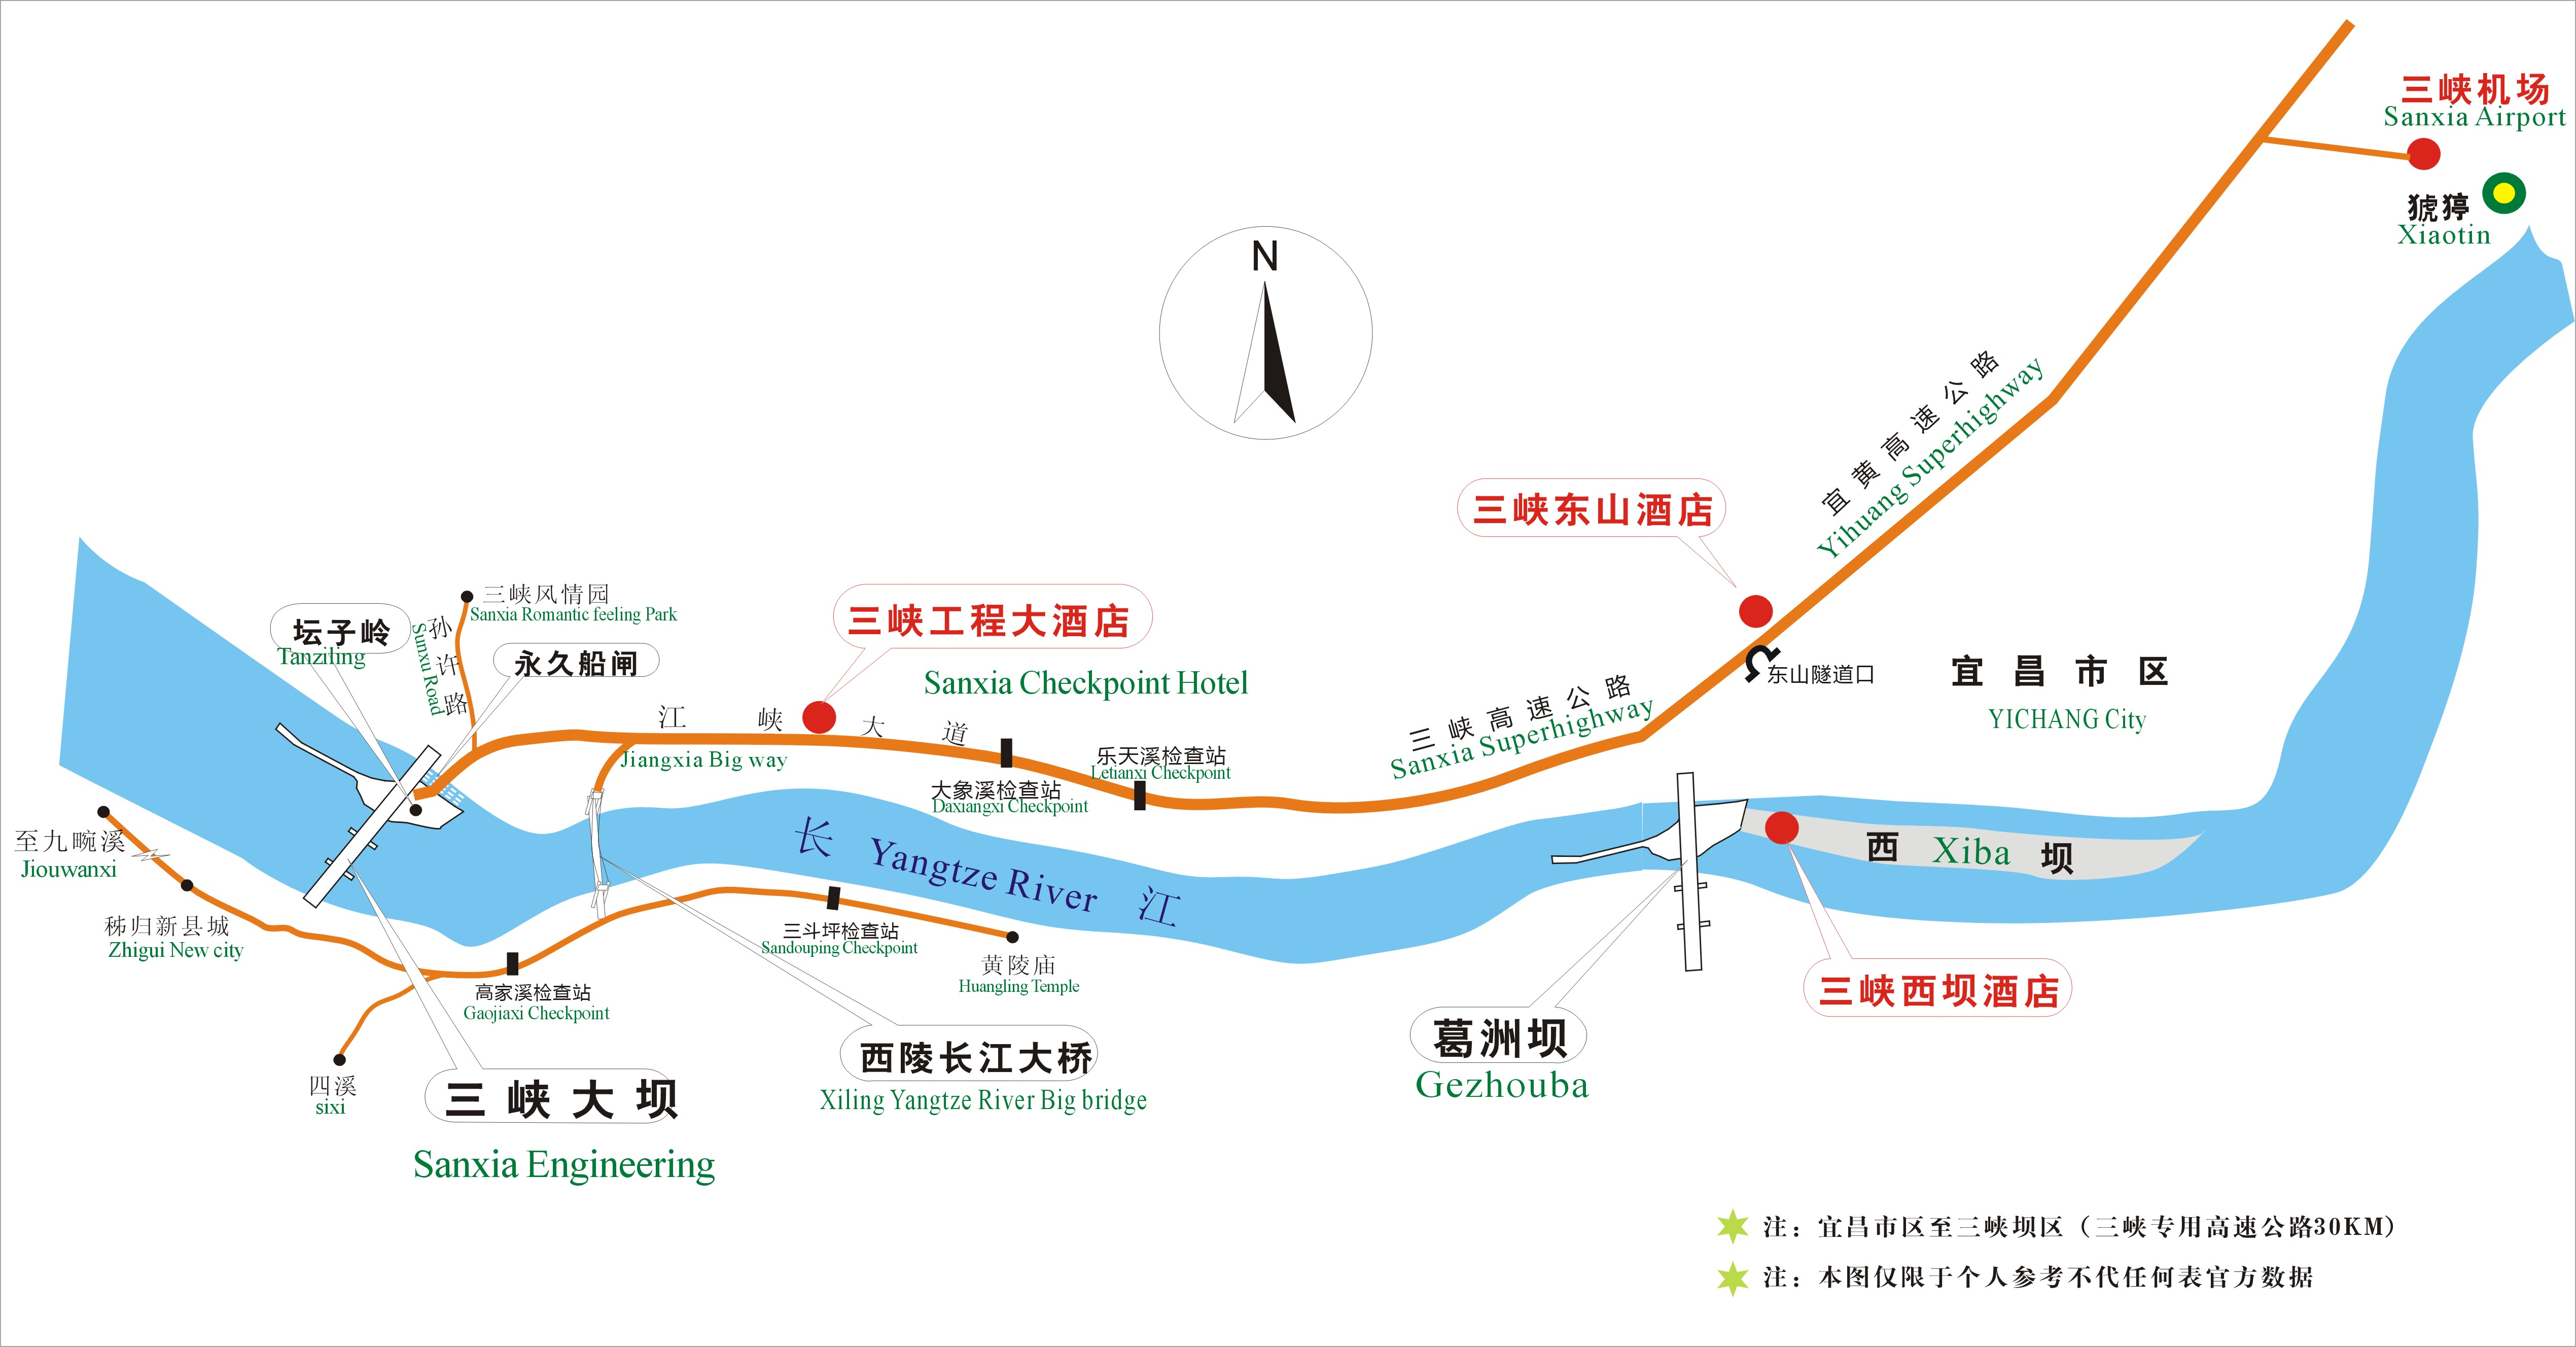 三峡机场
Sanxia Airport
猇渟
Xiaotin
N
宜黄高速公路
Yihuang Superhighway
三峡东山酒店
三峡风情园
Sanxia Romantic feeling Park
坛子岭
Tanziling
孙许路
Sunxu Road
永久船闸
三峡工程大酒店
Sanxia Checkpoint Hotel
东山隧道口
宜昌市区
YICHANG City
江峡大道
Jiangxia Big way
三峡高速公路
Sanxia Superhighway
乐天溪检查站
Letianxi Checkpoint
大象溪检查站
Daxiangxi Checkpoint
至九畹溪
Jiouwanxi
长 Yangtze River 江
西 Xiba 坝
秭归新县城
Zhigui New city
三斗坪检查站
Sandouping Checkpoint
黄陵庙
Huangling Temple
高家溪检查站
Gaojiaxi Checkpoint
三峡西坝酒店
西陵长江大桥
Xiling Yangtze River Big bridge
葛洲坝
Gezhouba
四溪
sixi
三峡大坝
Sanxia Engineering
注：宜昌市区至三峡坝区（三峡专用高速公路30KM）
注：本图仅限于个人参考不代任何表官方数据